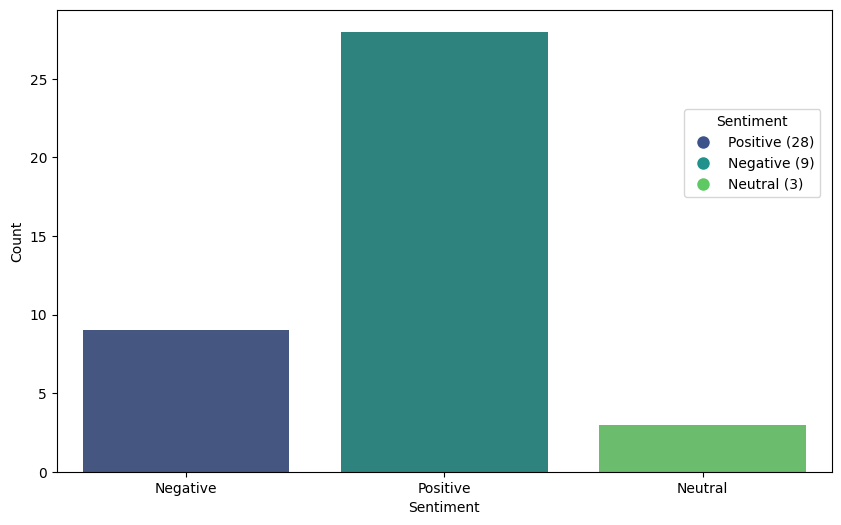 25
20
15
10
5
0
Count
Sentiment
Positive (28)
Negative (9)
Neutral (3)
Negative
Positive
Neutral
Sentiment